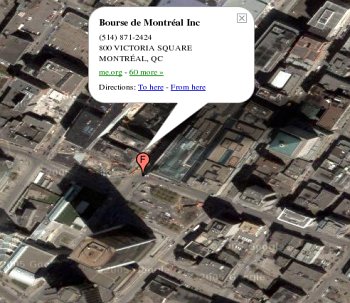 Bourse de Montréal Inc
(514) 871-2424
800 VICTORIA SQUARE
MONTRÉAL, QC
me.org - 60 more »
Directions: To here - From here
F